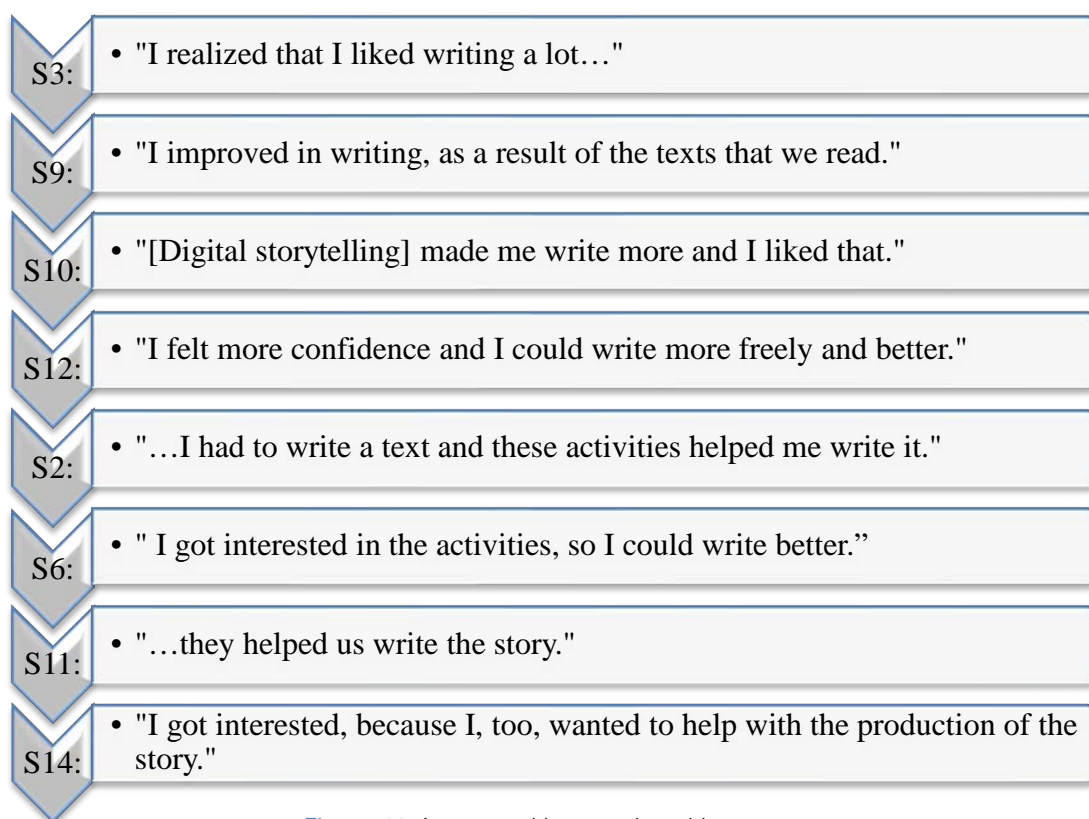 S3:
• "I realized that I liked writing a lot…"
S9:
• "I improved in writing, as a result of the texts that we read."
S10:
• "[Digital storytelling] made me write more and I liked that."
S12:
• "I felt more confidence and I could write more freely and better."
S2:
• "…I had to write a text and these activities helped me write it."
S6:
• " I got interested in the activities, so I could write better.”
S11:
• "…they helped us write the story."
S14:
• "I got interested, because I, too, wanted to help with the production of the
story."